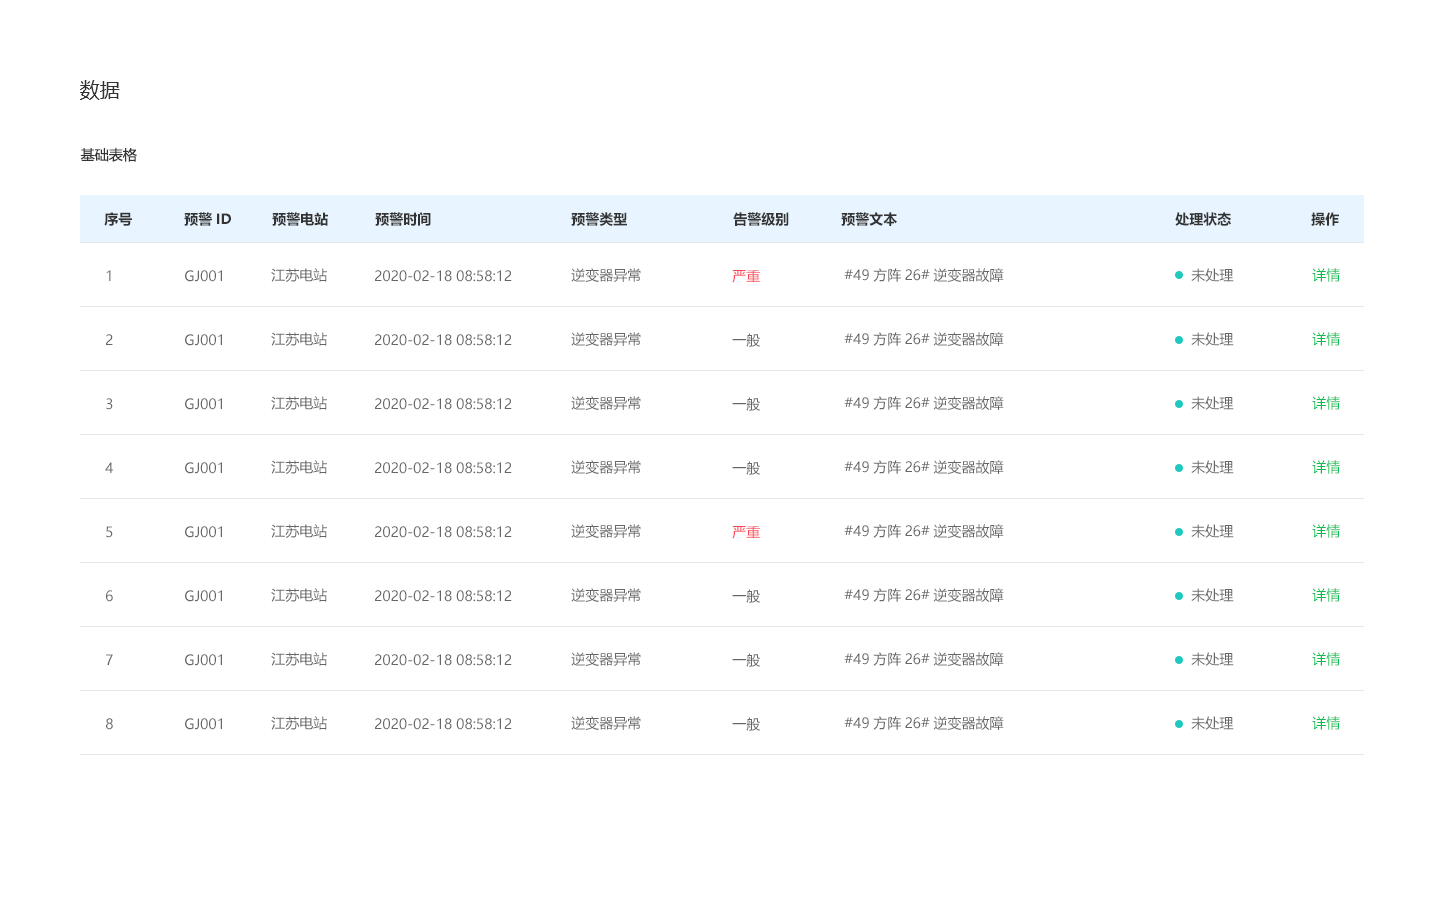 数据
基础表格
序号 预警 ID 预警电站 预警时间 预警类型 告警级别 预警文本 处理状态 操作
1 GJ001 江苏电站 2020-02-18 08:58:12 逆变器异常 严重 #49 方阵 26# 逆变器故障 未处理 详情
2 GJ001 江苏电站 2020-02-18 08:58:12 逆变器异常 一般 #49 方阵 26# 逆变器故障 未处理 详情
3 GJ001 江苏电站 2020-02-18 08:58:12 逆变器异常 一般 #49 方阵 26# 逆变器故障 未处理 详情
4 GJ001 江苏电站 2020-02-18 08:58:12 逆变器异常 一般 #49 方阵 26# 逆变器故障 未处理 详情
5 GJ001 江苏电站 2020-02-18 08:58:12 逆变器异常 严重 #49 方阵 26# 逆变器故障 未处理 详情
6 GJ001 江苏电站 2020-02-18 08:58:12 逆变器异常 一般 #49 方阵 26# 逆变器故障 未处理 详情
7 GJ001 江苏电站 2020-02-18 08:58:12 逆变器异常 一般 #49 方阵 26# 逆变器故障 未处理 详情
8 GJ001 江苏电站 2020-02-18 08:58:12 逆变器异常 一般 #49 方阵 26# 逆变器故障 未处理 详情